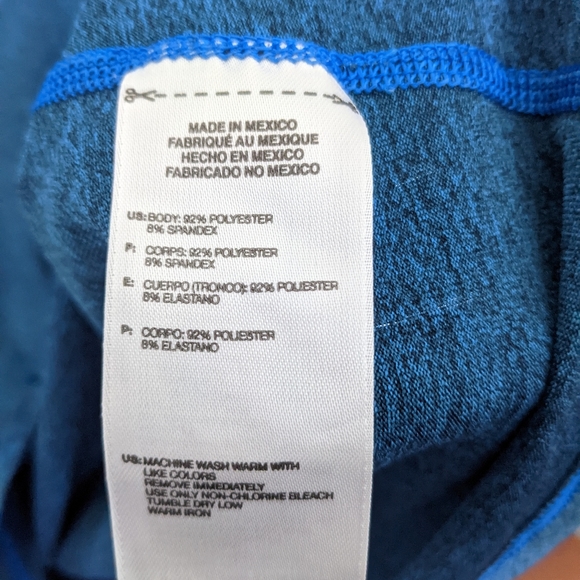 MADE IN MEXICO
FABRIQUÉ AU MEXIQUE
HECHO EN MEXICO
FABRICADO NO MEXICO
US: BODY: 92% POLYESTER
8% SPANDEX
F: CORPS: 92% POLYESTER
8% SPANDEX
E: CUERPO (TRONCO): 92% POLIESTER
8% ELASTANO
P: CORPO: 92% POLIESTER
8% ELASTANO
US: MACHINE WASH WARM WITH
LIKE COLORS
REMOVE IMMEDIATELY
USE ONLY NON-CHLORINE BLEACH
TUMBLE DRY LOW
WARM IRON